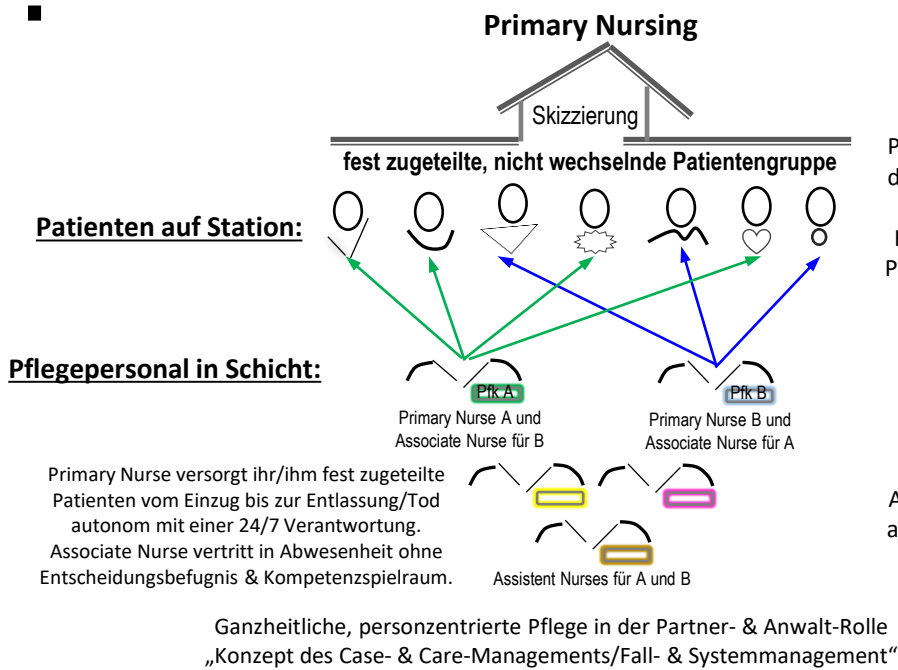 Primary Nursing
Skizzierung
fest zugeteilte, nicht wechselnde Patientengruppe
Patienten auf Station:
Pflegepersonal in Schicht:
Pfk A
Pfk B
Primary Nurse A und
Associate Nurse für B
Primary Nurse B und
Associate Nurse für A
Primary Nurse versorgt ihr/ihm fest zugeteilte
Patienten vom Einzug bis zur Entlassung/Tod
autonom mit einer 24/7 Verantwortung.
Associate Nurse vertritt in Abwesenheit ohne
Entscheidungsbefugnis & Kompetenzspielraum.
Assistent Nurses für A und B
Ganzheitliche, personzentrierte Pflege in der Partner- & Anwalt-Rolle
„Konzept des Case- & Care-Managements/Fall- & Systemmanagement“